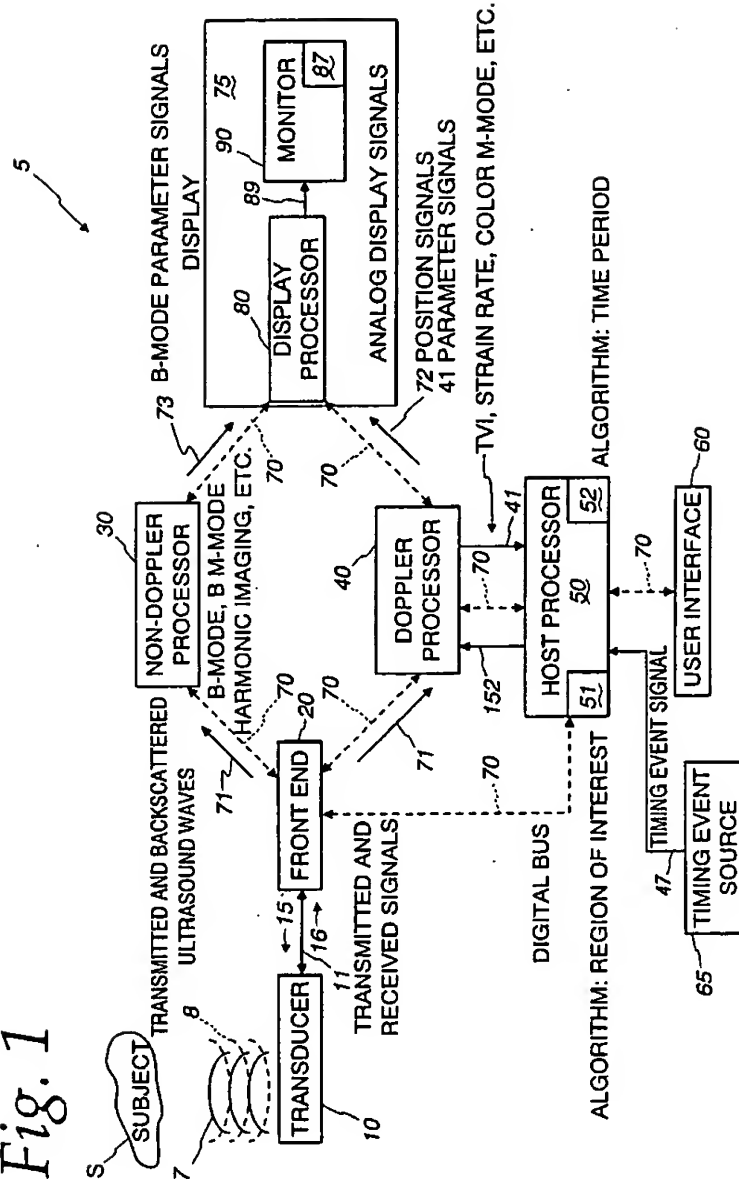 Fig. 1
5
S
SUBJECT
TRANSMITTED AND BACKSCATTERED
ULTRASOUND WAVES
7
8
TRANSDUCER
10
11
15
16
TRANSMITTED AND
RECEIVED SIGNALS
FRONT END
20
71
70
B-MODE, B M-MODE
HARMONIC IMAGING, ETC.
NON-DOPPLER
PROCESSOR
30
70
71
DOPPLER
PROCESSOR
40
73
70
B-MODE PARAMETER SIGNALS
DISPLAY
75
DISPLAY
PROCESSOR
80
89
MONITOR
90
87
ANALOG DISPLAY SIGNALS
70
72 POSITION SIGNALS
41 PARAMETER SIGNALS
TVI, STRAIN RATE, COLOR M-MODE, ETC.
152
70
41
HOST PROCESSOR
50
51
52
ALGORITHM: TIME PERIOD
ALGORITHM: REGION OF INTEREST
DIGITAL BUS
70
70
USER INTERFACE
60
TIMING EVENT SIGNAL
47
TIMING EVENT
SOURCE
65